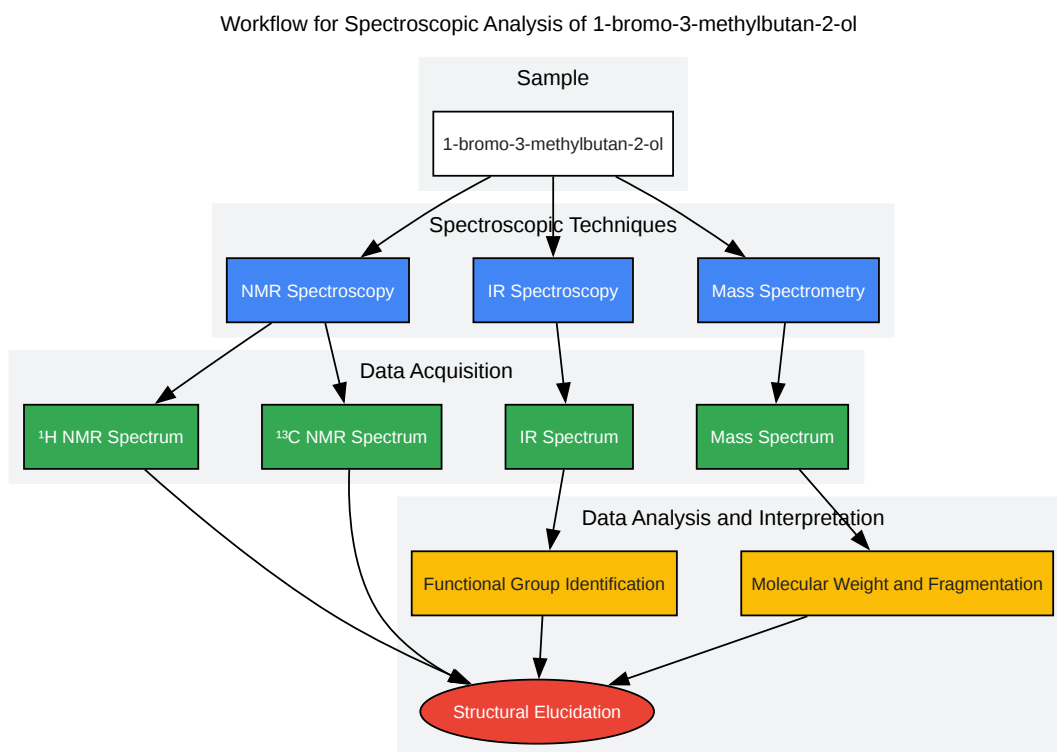 Workflow for Spectroscopic Analysis of 1-bromo-3-methylbutan-2-ol
Sample
1-bromo-3-methylbutan-2-ol
Spectroscopic Techniques
NMR Spectroscopy
IR Spectroscopy
Mass Spectrometry
Data Acquisition
¹H NMR Spectrum
¹³C NMR Spectrum
IR Spectrum
Mass Spectrum
Data Analysis and Interpretation
Functional Group Identification
Molecular Weight and Fragmentation
Structural Elucidation